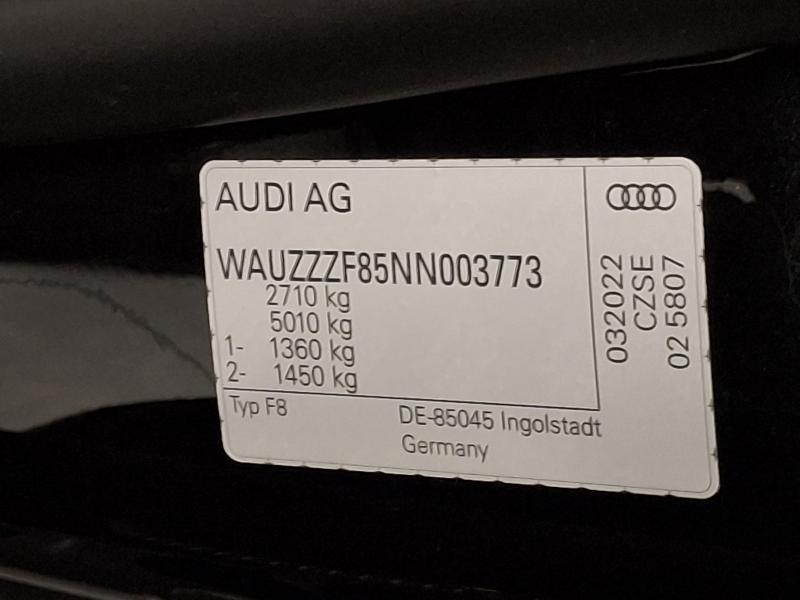 AUDI AG
WAUZZZF85NN003773
2710 kg
5010 kg
1- 1360 kg
2- 1450 kg
Typ F8
DE-85045 Ingolstadt
Germany
032022
CZSE
02 5807